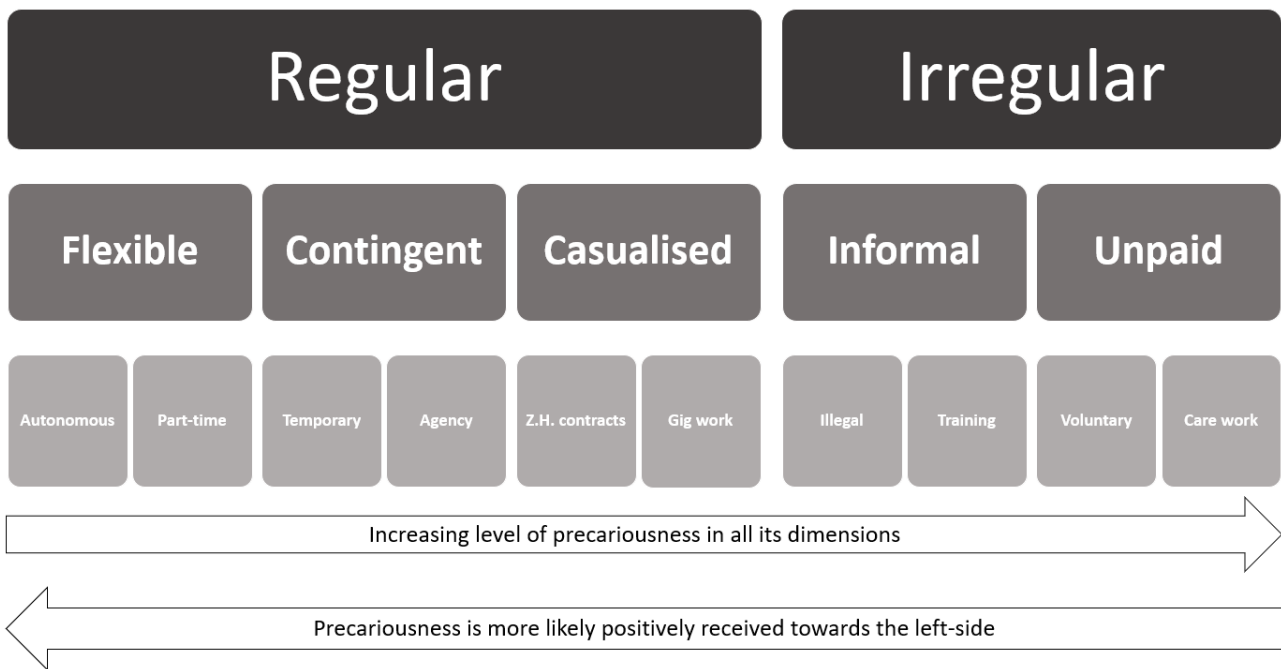 Regular
Irregular
Flexible
Contingent
Casualised
Informal
Unpaid
Autonomous
Part-time
Temporary
Agency
Z.H. contracts
Gig work
Illegal
Training
Voluntary
Care work
Increasing level of precariousness in all its dimensions
Precariousness is more likely positively received towards the left-side